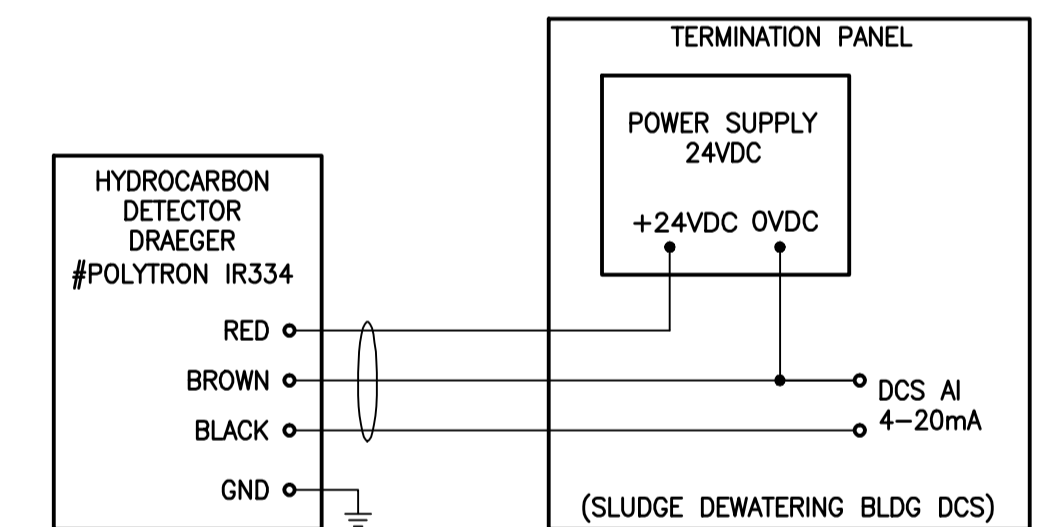 TERMINATION PANEL
POWER SUPPLY
24VDC
+24VDC 0VDC
HYDROCARBON
DETECTOR
DRAEGER
#POLYTRON IR334
RED
BROWN
BLACK
GND
DCS AI
4-20mA
(SLUDGE DEWATERING BLDG DCS)